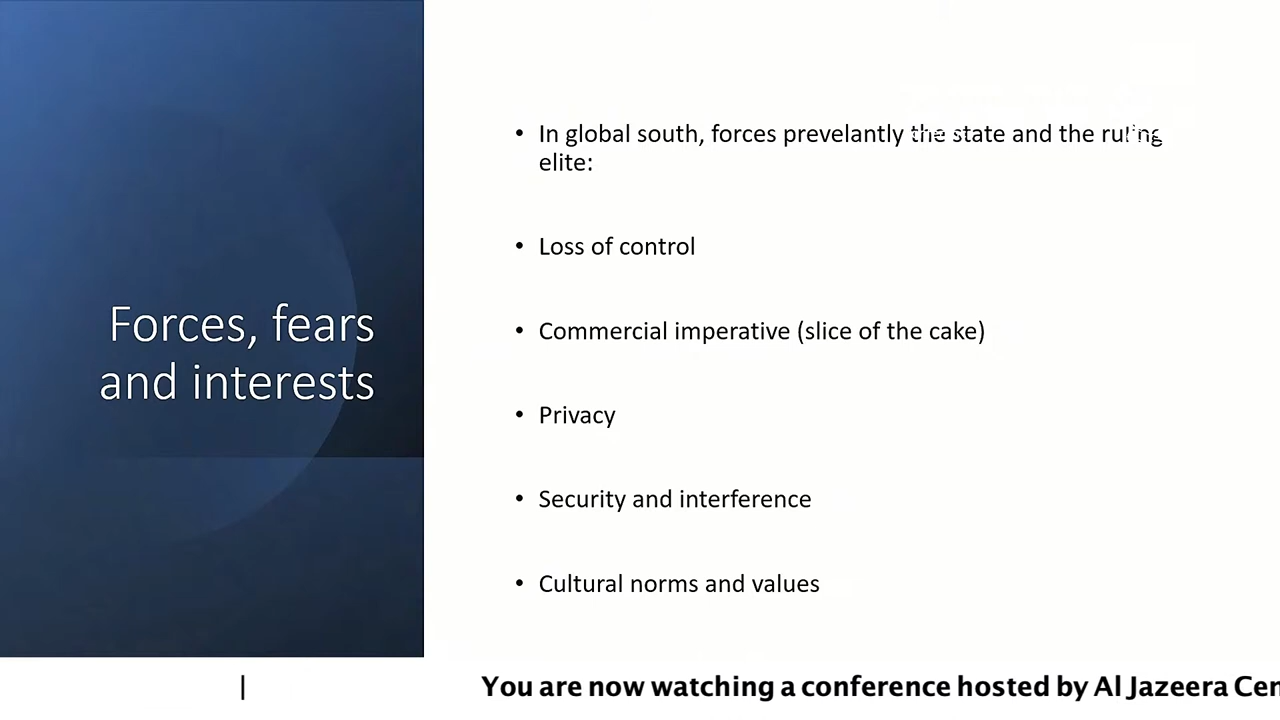 Forces, fears
and interests
• In global south, forces prevelantly the state and the ruling
elite:
• Loss of control
• Commercial imperative (slice of the cake)
• Privacy
• Security and interference
• Cultural norms and values
| You are now watching a conference hosted by Al Jazeera Cen